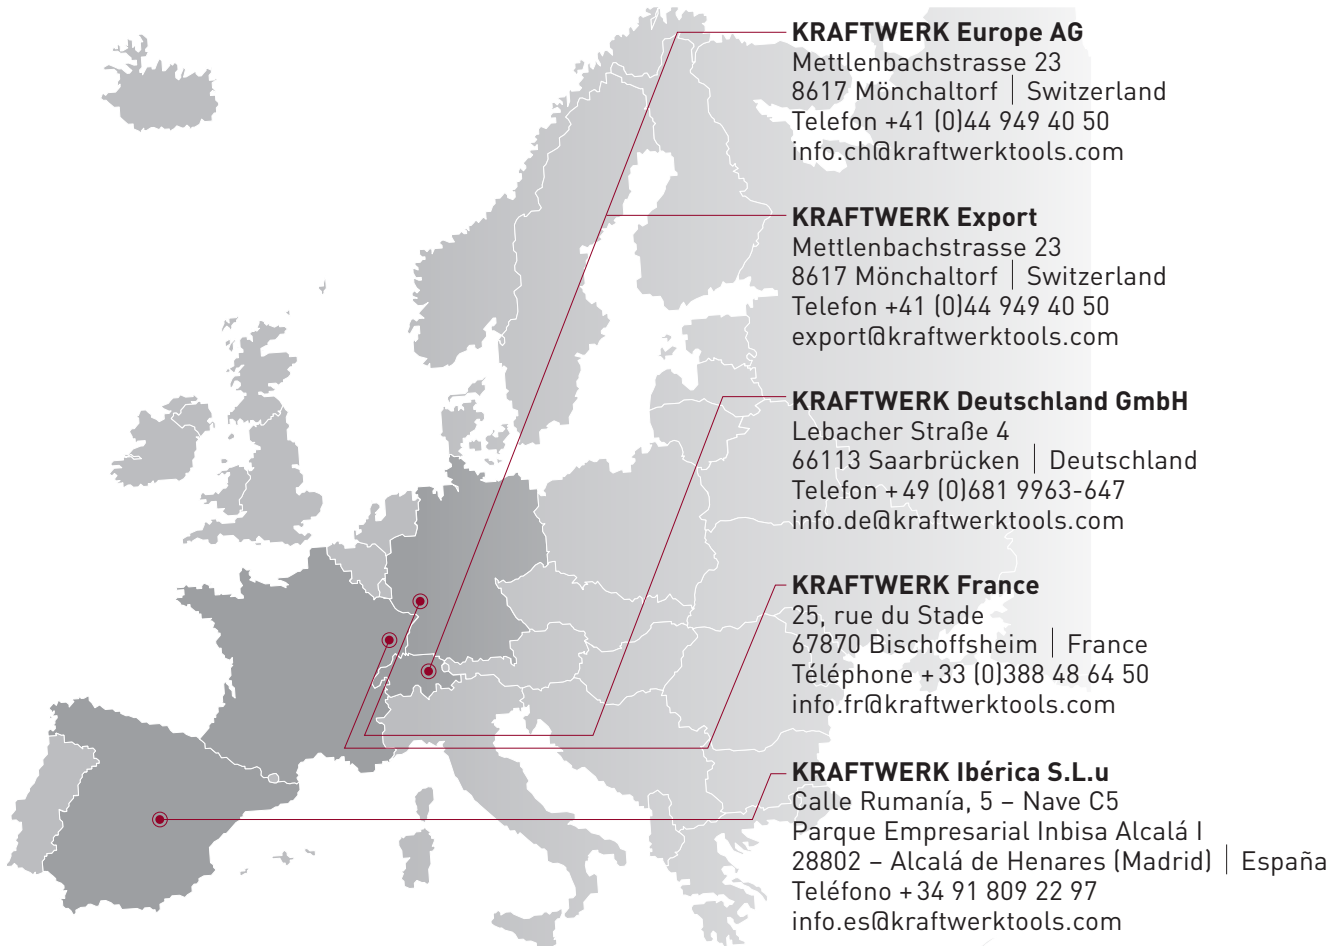 KRAFTWERK Europe AG
Mettlenbachstrasse 23
8617 Mönchaltorf | Switzerland
Telefon +41 (0)44 949 40 50
info.ch@kraftwerktools.com
KRAFTWERK Export
Mettlenbachstrasse 23
8617 Mönchaltorf | Switzerland
Telefon +41 (0)44 949 40 50
export@kraftwerktools.com
KRAFTWERK Deutschland GmbH
Lebacher Straße 4
66113 Saarbrücken | Deutschland
Telefon +49 (0)681 9963-647
info.de@kraftwerktools.com
KRAFTWERK France
25, rue du Stade
67870 Bischoffsheim | France
Téléphone +33 (0)388 48 64 50
info.fr@kraftwerktools.com
KRAFTWERK Ibérica S.L.u
Calle Rumanía, 5 – Nave C5
Parque Empresarial Inbisa Alcalá I
28802 – Alcalá de Henares (Madrid) | España
Teléfono +34 91 809 22 97
info.es@kraftwerktools.com